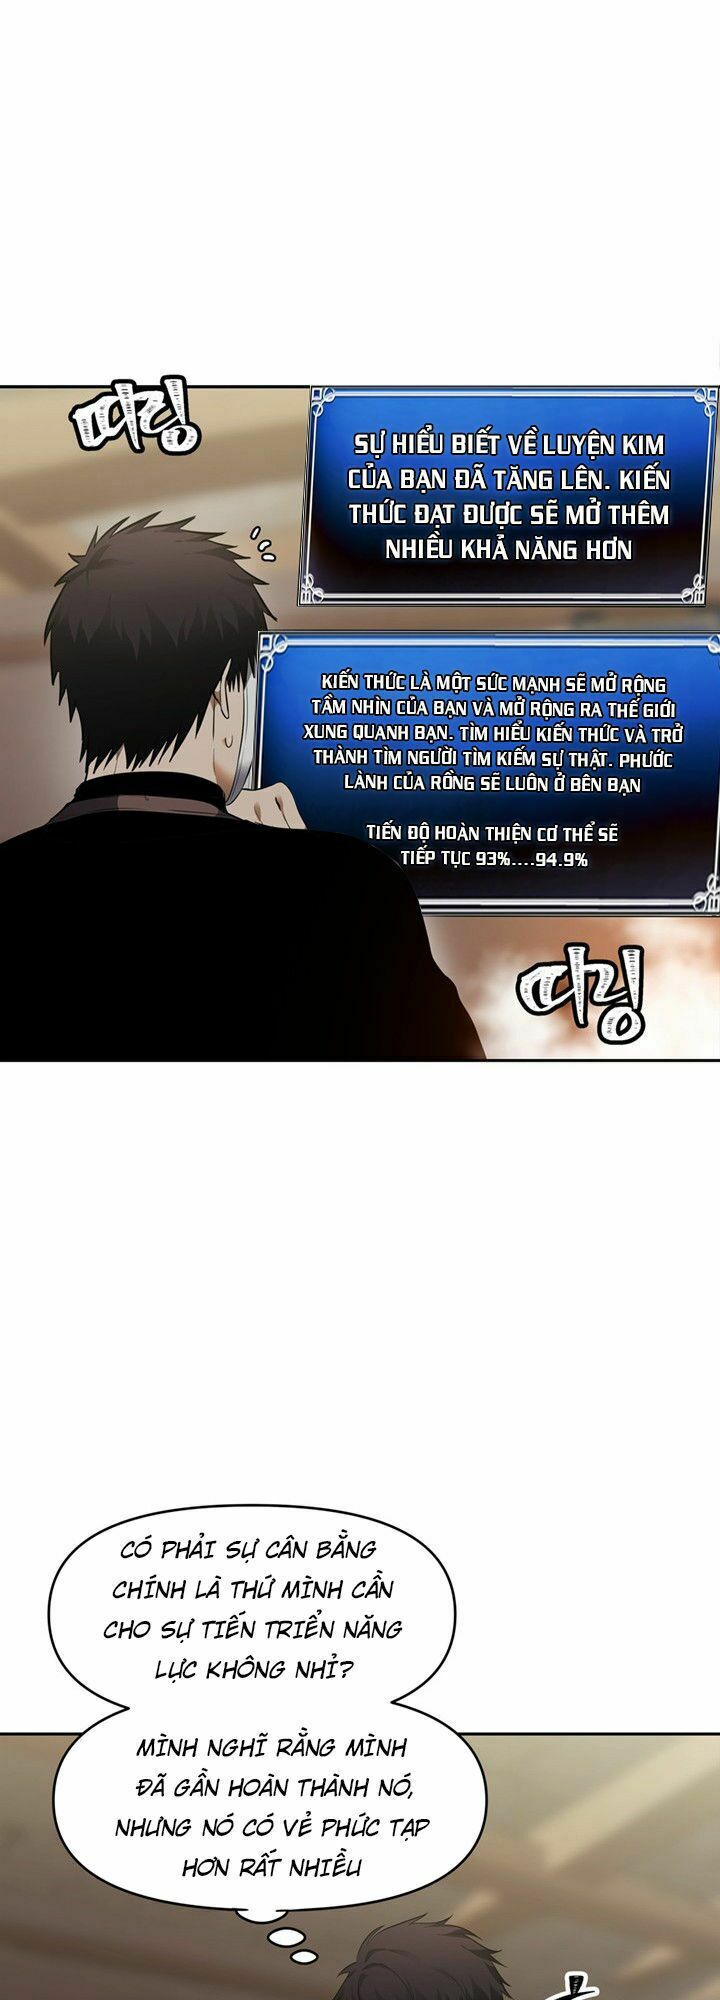 띠링
SỰ HIỂU BIẾT VỀ LUYỆN KIM
CỦA BẠN ĐÃ TĂNG LÊN. KIẾN
THỨC ĐẠT ĐƯỢC SẼ MỞ THÊM
NHIỀU KHẢ NĂNG HƠN
KIẾN THỨC LÀ MỘT SỨC MẠNH SẼ MỞ RỘNG
TẦM NHÌN CỦA BẠN VÀ MỞ RỘNG RA THẾ GIỚI
XUNG QUANH BẠN. TÌM HIỂU KIẾN THỨC VÀ TRỞ
THÀNH TÌM NGƯỜI TÌM KIẾM SỰ THẬT. PHƯỚC
LÀNH CỦA RỒNG SẼ LUÔN Ở BÊN BẠN
TIẾN ĐỘ HOÀN THIỆN CƠ THỂ SẼ
TIẾP TỤC 93%....94.9%
띠링
CÓ PHẢI SỰ CÂN BẰNG
CHÍNH LÀ THỨ MÌNH CẦN
CHO SỰ TIẾN TRIỂN NĂNG
LỰC KHÔNG NHỈ?
MÌNH NGHĨ RẰNG MÌNH
ĐÃ GẦN HOÀN THÀNH NÓ,
NHƯNG NÓ CÓ VẺ PHỨC TẠP
HƠN RẤT NHIỀU